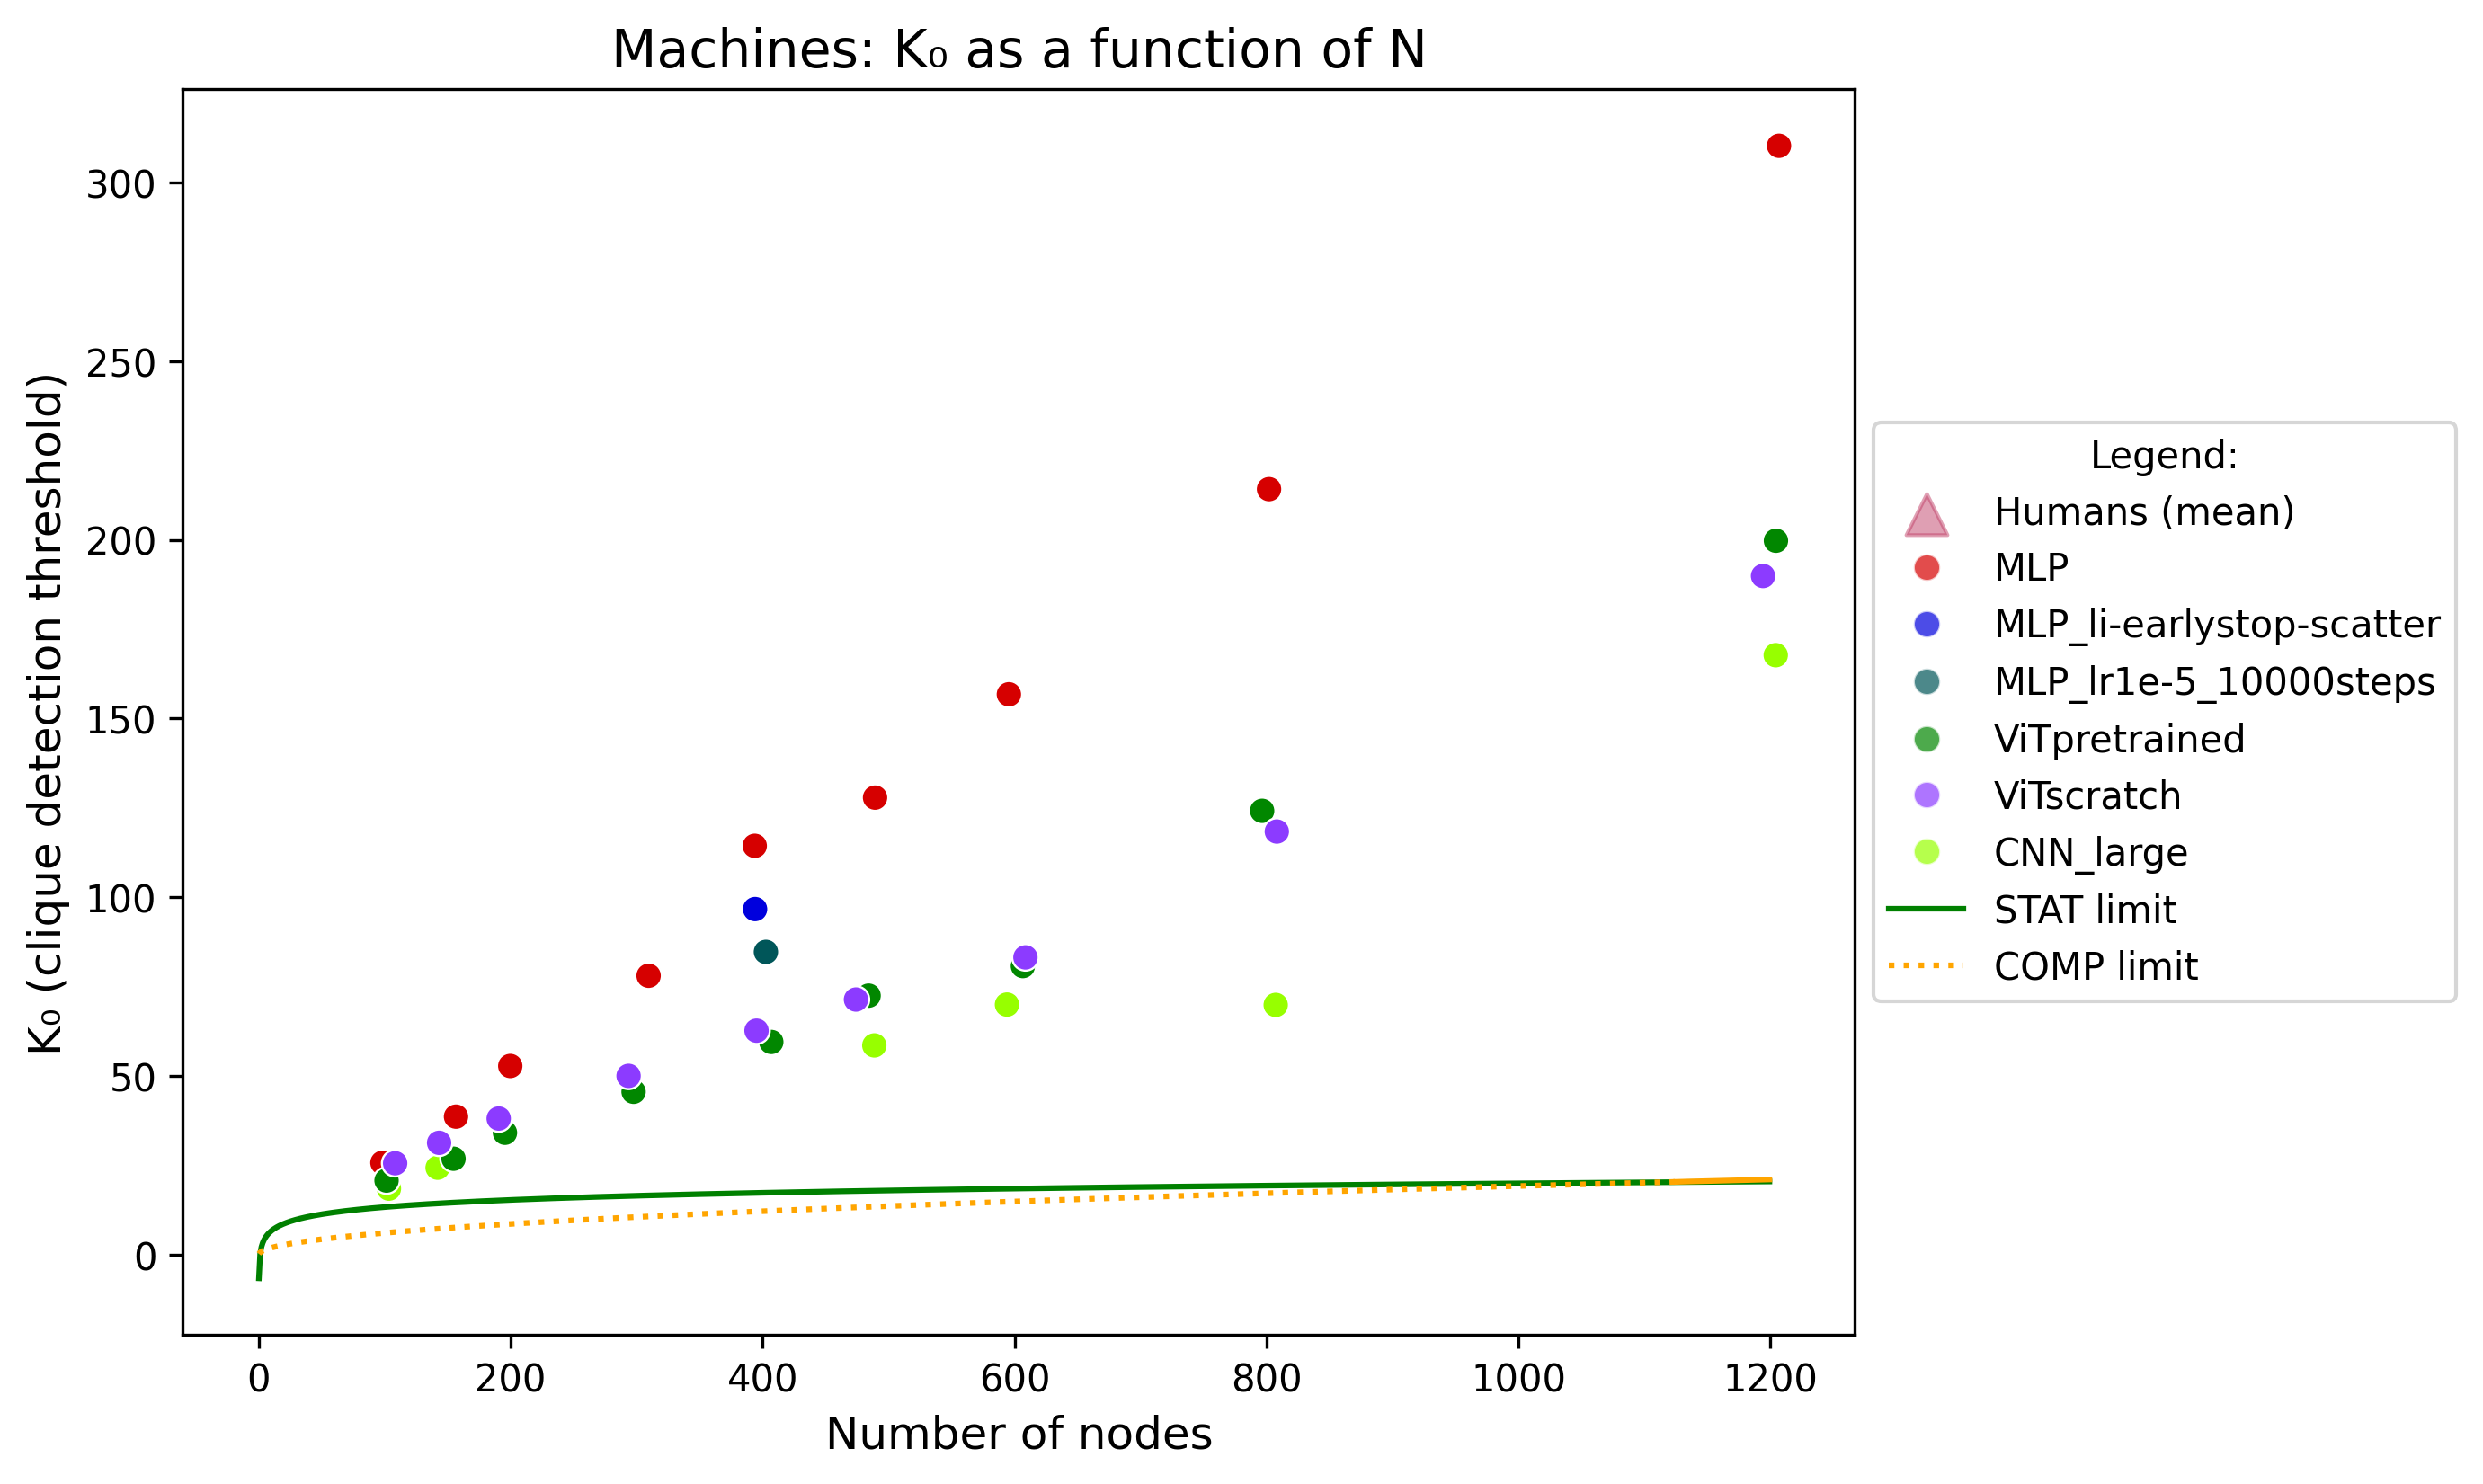 Machines: K₀ as a function of N
K₀ (clique detection threshold)
300
250
200
150
100
50
0
0 200 400 600 800 1000 1200
Number of nodes
Legend:
Humans (mean)
MLP
MLP_li-earlystop-scatter
MLP_lr1e-5_10000steps
ViTpretrained
ViTscratch
CNN_large
STAT limit
COMP limit